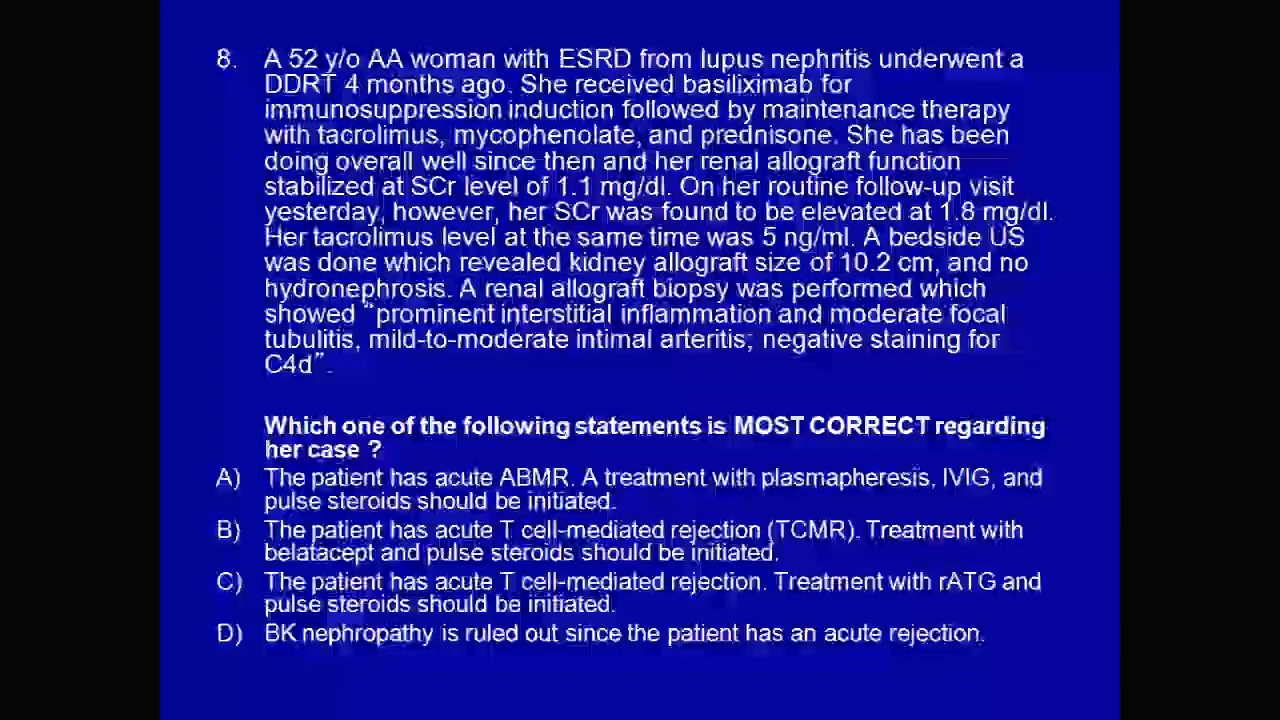 8. A 52 y/o AA woman with ESRD from lupus nephritis underwent a
DDRT 4 months ago. She received basiliximab for
immunosuppression induction followed by maintenance therapy
with tacrolimus, mycophenolate, and prednisone. She has been
doing overall well since then and her renal allograft function
stabilized at SCr level of 1.1 mg/dl. On her routine follow-up visit
yesterday, however, her SCr was found to be elevated at 1.8 mg/dl.
Her tacrolimus level at the same time was 5 ng/ml. A bedside US
was done which revealed kidney allograft size of 10.2 cm, and no
hydronephrosis. A renal allograft biopsy was performed which
showed “prominent interstitial inflammation and moderate focal
tubulitis, mild-to-moderate intimal arteritis; negative staining for
C4d”.
Which one of the following statements is MOST CORRECT regarding
her case ?
A) The patient has acute ABMR. A treatment with plasmapheresis, IVIG, and
pulse steroids should be initiated.
B) The patient has acute T cell-mediated rejection (TCMR). Treatment with
belatacept and pulse steroids should be initiated.
C) The patient has acute T cell-mediated rejection. Treatment with rATG and
pulse steroids should be initiated.
D) BK nephropathy is ruled out since the patient has an acute rejection.